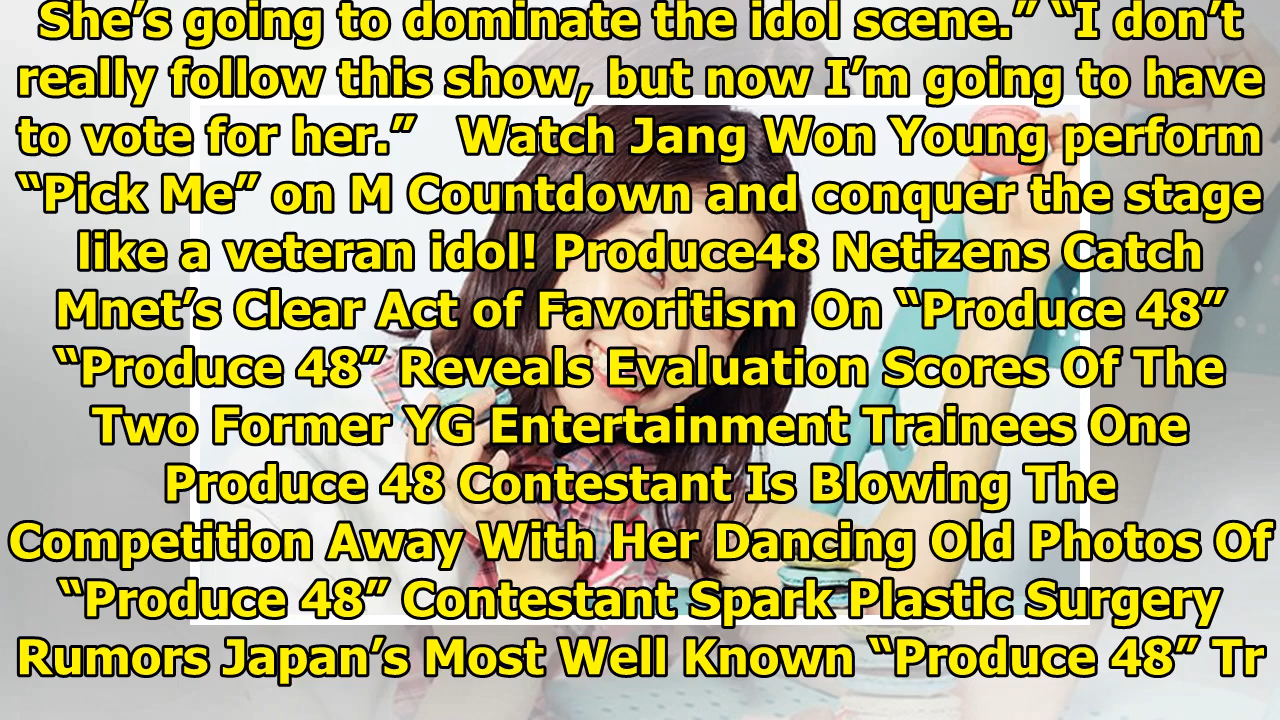 She’s going to dominate the idol scene.” “I don’t
really follow this show, but now I’m going to have
to vote for her.”   Watch Jang Won Young perform
“Pick Me” on M Countdown and conquer the stage
like a veteran idol! Produce48 Netizens Catch
Mnet’s Clear Act of Favoritism On “Produce 48”
“Produce 48” Reveals Evaluation Scores Of The
Two Former YG Entertainment Trainees One
Produce 48 Contestant Is Blowing The
Competition Away With Her Dancing Old Photos Of
“Produce 48” Contestant Spark Plastic Surgery
Rumors Japan’s Most Well Known “Produce 48” Tr